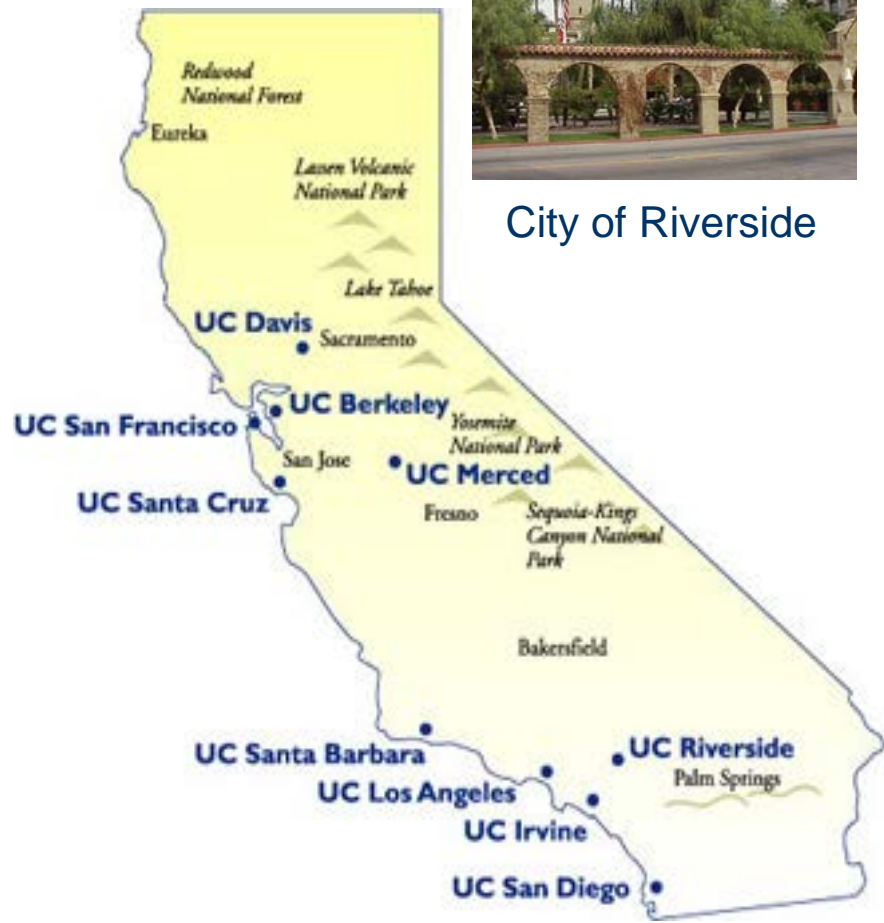 Redwood
National Forest
Eureka
Lassen Volcanic
National Park
City of Riverside
Lake Tahoe
UC Davis
Sacramento
UC Berkeley
UC San Francisco
Yosemite
National Park
San Jose
UC Merced
UC Santa Cruz
Fresno
Sequoia-Kings
Canyon National
Park
Bakersfield
UC Santa Barbara
UC Riverside
Palm Springs
UC Los Angeles
UC Irvine
UC San Diego